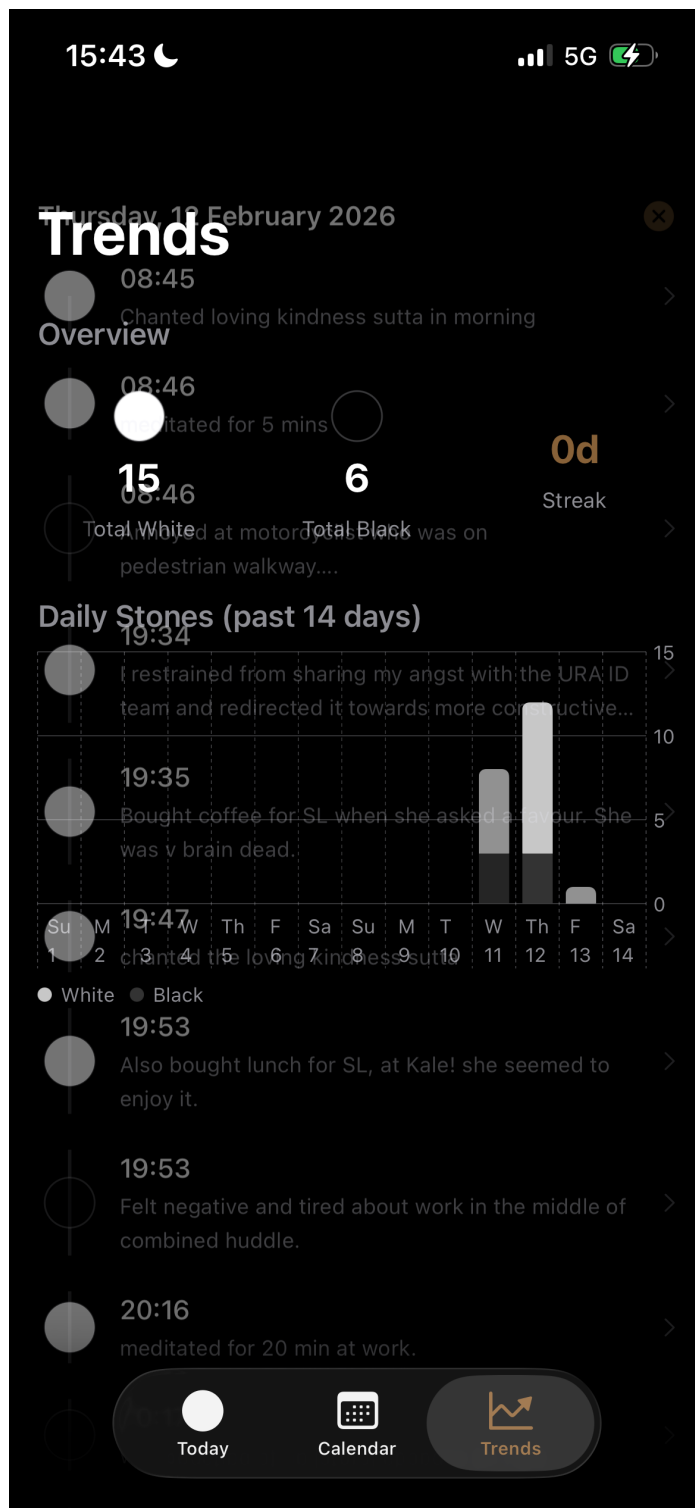 15:43
5G
Thursday, 12 February 2026
Trends
08:45
Chanted loving kindness sutta in morning
Overview
08:46
meditated for 5 mins
15
6
0d
Streak
08:46
Total White
Total Black
Annoyed at motorcyclist who was on
pedestrian walkway....
Daily Stones (past 14 days)
19:34
I restrained from sharing my angst with the URA ID
team and redirected it towards more constructive...
15
10
5
0
19:35
Bought coffee for SL when she asked a favour. She
was v brain dead.
19:47
chanted the loving kindness sutta
Su M T W Th F Sa Su M T W Th F Sa
1 2 3 4 5 6 7 8 9 10 11 12 13 14
White Black
19:53
Also bought lunch for SL, at Kale! she seemed to
enjoy it.
19:53
Felt negative and tired about work in the middle of
combined huddle.
20:16
meditated for 20 min at work.
Today Calendar Trends